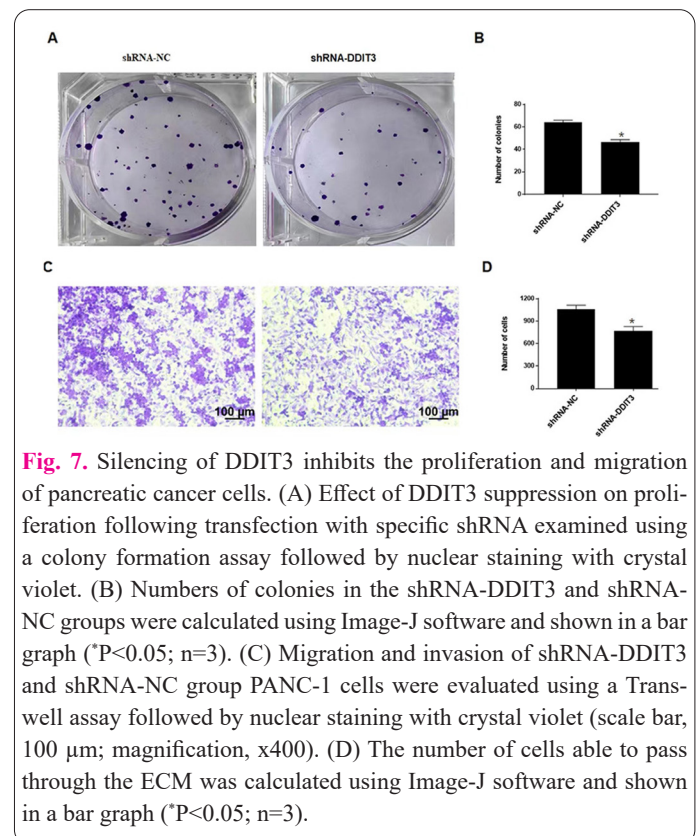 A
shRNA-NC
shRNA-DDIT3
B
Number of colonies
80
60
40
20
0
*
shRNA-NC
shRNA-DDIT3
C
100 µm
100 µm
D
Number of cells
1200
900
600
300
0
*
shRNA-NC
shRNA-DDIT3
Fig. 7. Silencing of DDIT3 inhibits the proliferation and migration
of pancreatic cancer cells. (A) Effect of DDIT3 suppression on proli-
feration following transfection with specific shRNA examined using
a colony formation assay followed by nuclear staining with crystal
violet. (B) Numbers of colonies in the shRNA-DDIT3 and shRNA-
NC groups were calculated using Image-J software and shown in a bar
graph (*P<0.05; n=3). (C) Migration and invasion of shRNA-DDIT3
and shRNA-NC group PANC-1 cells were evaluated using a Trans-
well assay followed by nuclear staining with crystal violet (scale bar,
100 µm; magnification, x400). (D) The number of cells able to pass
through the ECM was calculated using Image-J software and shown
in a bar graph (*P<0.05; n=3).